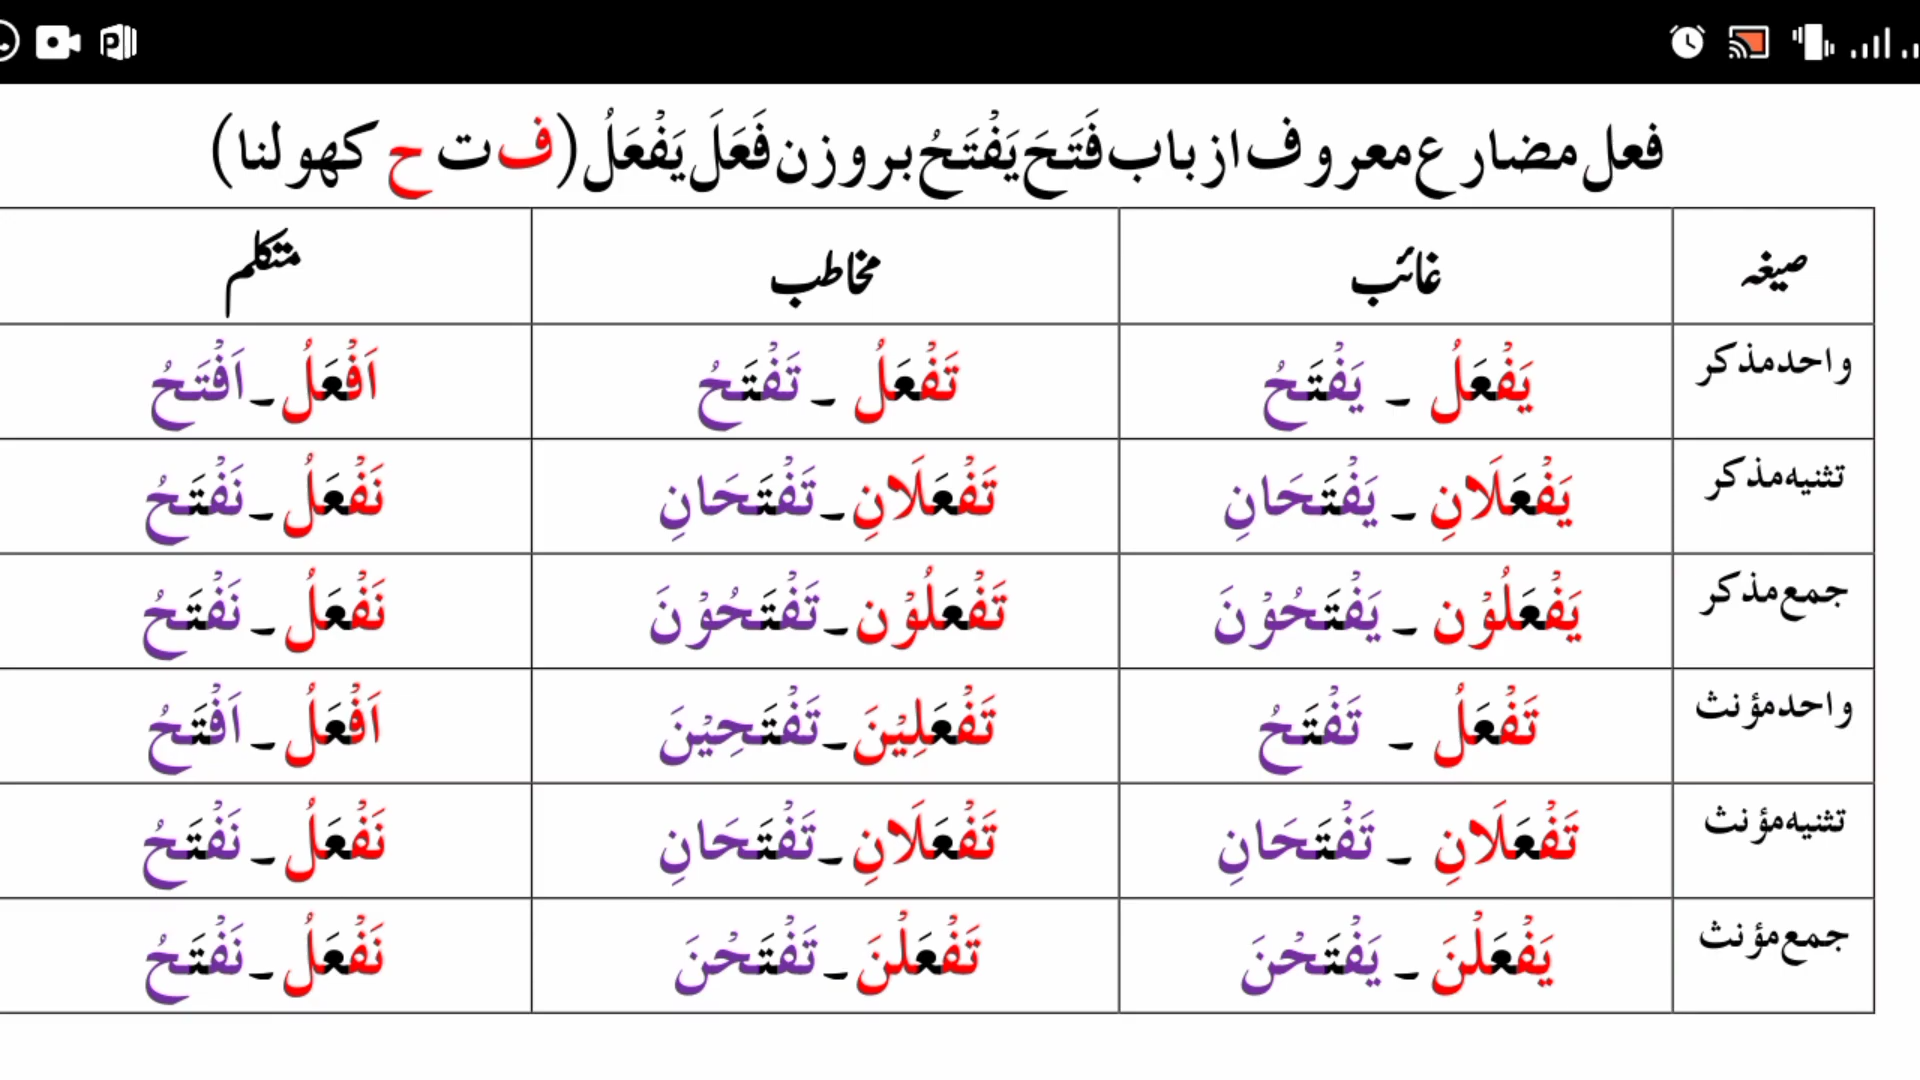 فعل مضارع معروف از باب فَتَحَ یَفْتَحُ بروزن فَعَلَ یَفْعَلُ (ف ت ح کھولنا)
صیغہ غائب مخاطب متکلم
واحد مذکر یَفْعَلُ ۔ یَفْتَحُ تَفْعَلُ ۔ تَفْتَحُ اَفْعَلُ ۔ اَفْتَحُ
تثنیہ مذکر یَفْعَلَانِ ۔ یَفْتَحَانِ تَفْعَلَانِ ۔ تَفْتَحَانِ نَفْعَلُ ۔ نَفْتَحُ
جمع مذکر یَفْعَلُوْن ۔ یَفْتَحُوْنَ تَفْعَلُوْن ۔ تَفْتَحُوْنَ نَفْعَلُ ۔ نَفْتَحُ
واحد مؤنث تَفْعَلُ ۔ تَفْتَحُ تَفْعَلِیْنَ ۔ تَفْتَحِیْنَ اَفْعَلُ ۔ اَفْتَحُ
تثنیہ مؤنث تَفْعَلَانِ ۔ تَفْتَحَانِ تَفْعَلَانِ ۔ تَفْتَحَانِ نَفْعَلُ ۔ نَفْتَحُ
جمع مؤنث یَفْعَلْنَ ۔ یَفْتَحْنَ تَفْعَلْنَ ۔ تَفْتَحْنَ نَفْعَلُ ۔ نَفْتَحُ